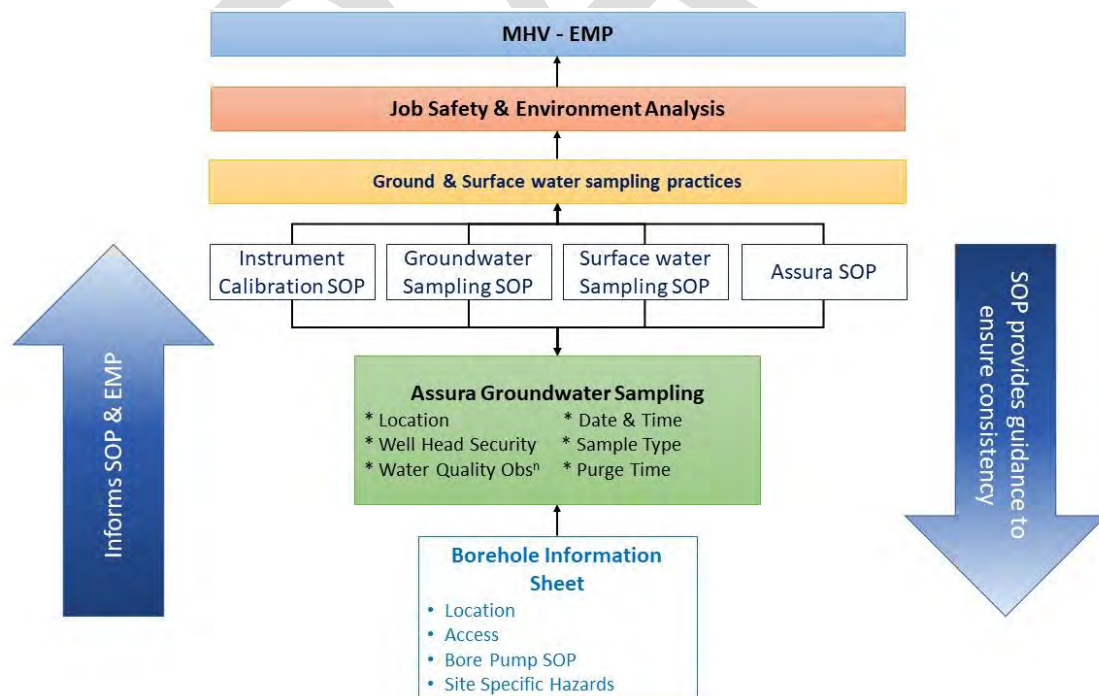 MHV - EMP
Job Safety & Environment Analysis
Ground & Surface water sampling practices
Instrument
Calibration SOP
Groundwater
Sampling SOP
Surface water
Sampling SOP
Assura SOP
Informs SOP & EMP
SOP provides guidance to
ensure consistency
Assura Groundwater Sampling
* Location
* Well Head Security
* Water Quality Obsⁿ
* Date & Time
* Sample Type
* Purge Time
Borehole Information
Sheet
• Location
• Access
• Bore Pump SOP
• Site Specific Hazards